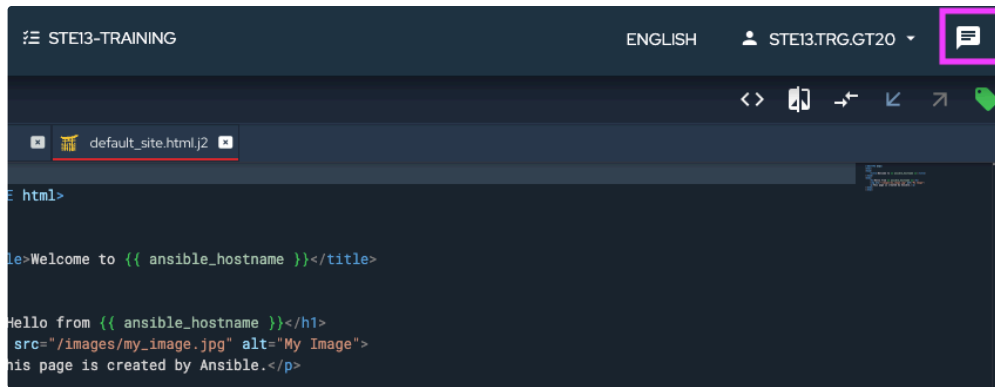 STE13-TRAINING
ENGLISH
STE13.TRG.GT20
default_site.html.j2
E html>
le>Welcome to {{ ansible_hostname }}</title>
Hello from {{ ansible_hostname }}</h1>
src="/images/my_image.jpg" alt="My Image">
his page is created by Ansible.</p>